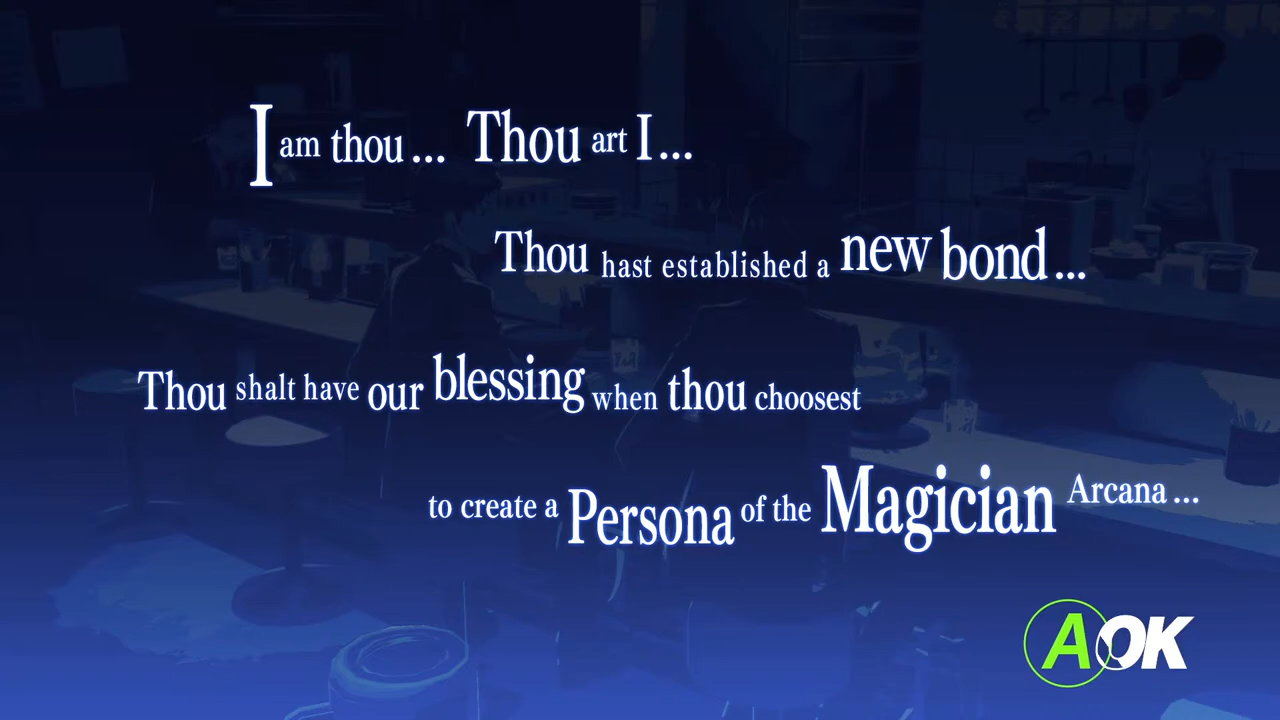 I am thou... Thou art I...
Thou hast established a new bond...
Thou shalt have our blessing when thou choosest
to create a Persona of the Magician Arcana...
A OK